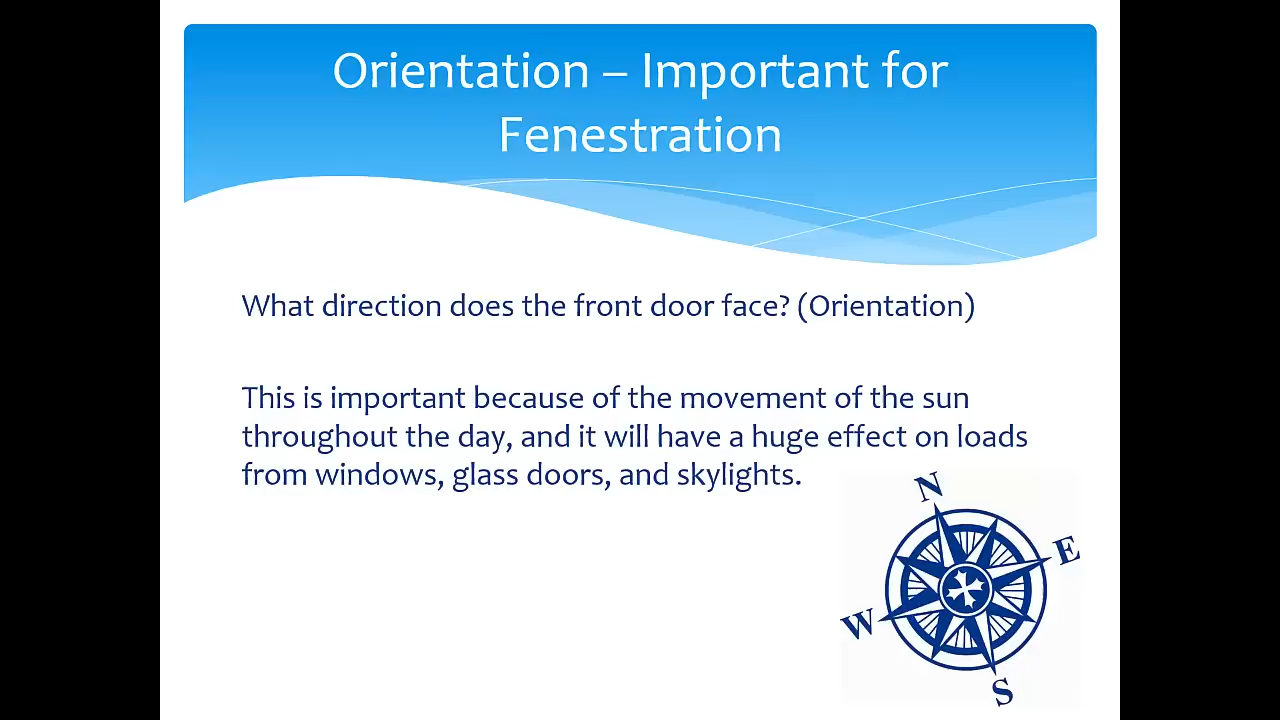 Orientation – Important for
Fenestration
What direction does the front door face? (Orientation)
This is important because of the movement of the sun
throughout the day, and it will have a huge effect on loads
from windows, glass doors, and skylights.
N
E
W
S